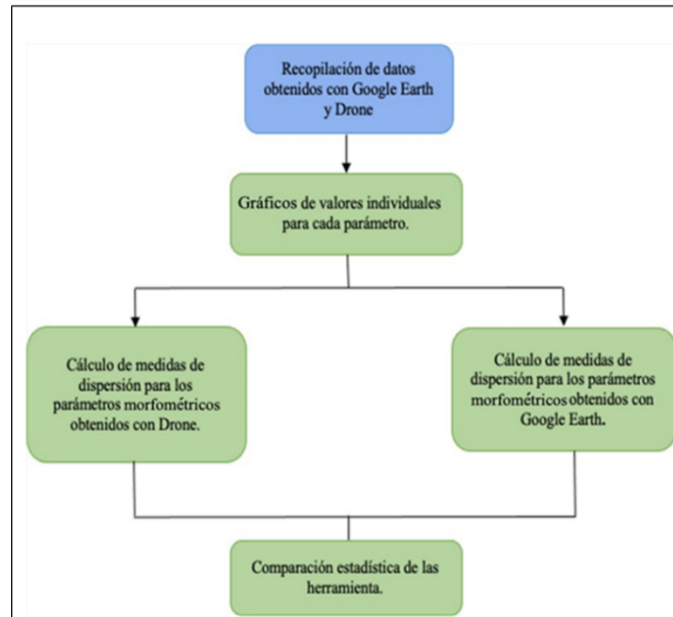 Recopilación de datos
obtenidos con Google Earth
y Drone
Gráficos de valores individuales
para cada parámetro.
Cálculo de medidas de
dispersión para los
parámetros morfométricos
obtenidos con Drone.
Cálculo de medidas de
dispersión para los parámetros
morfométricos obtenidos con
Google Earth.
Comparación estadística de las
herramienta.